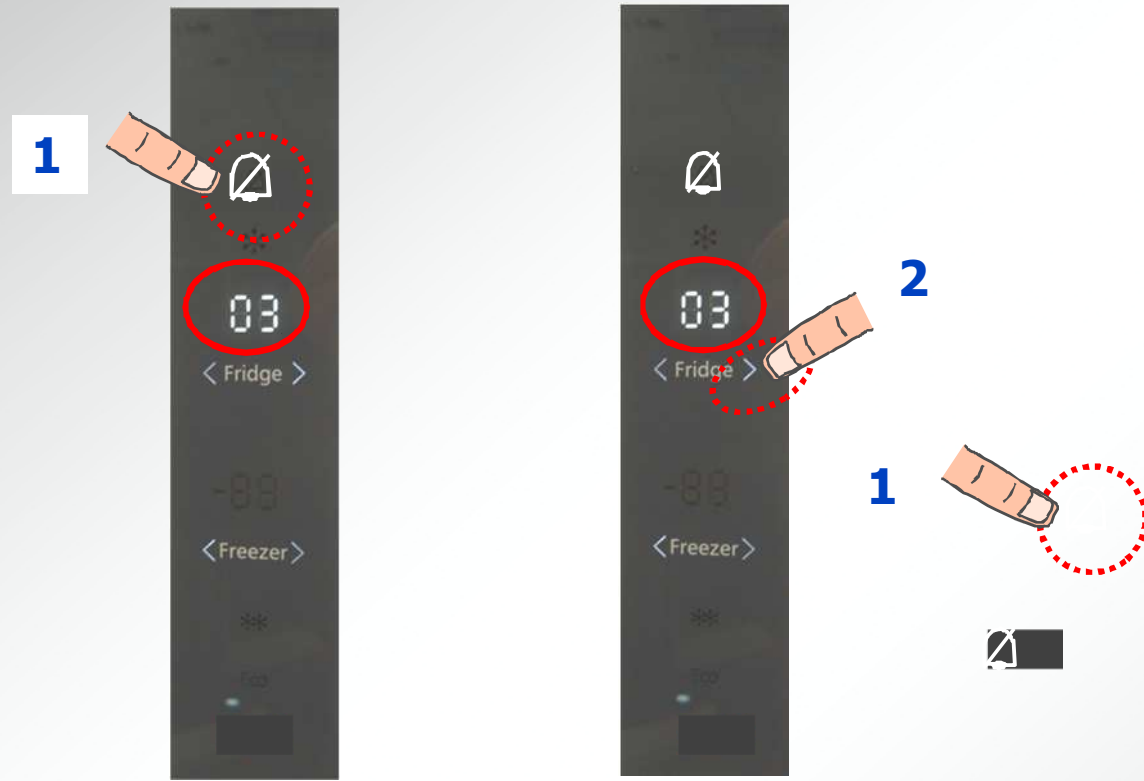 1
03
< Fridge >
-88
< Freezer >
Eco
03
< Fridge >
2
1
-88
< Freezer >
Eco